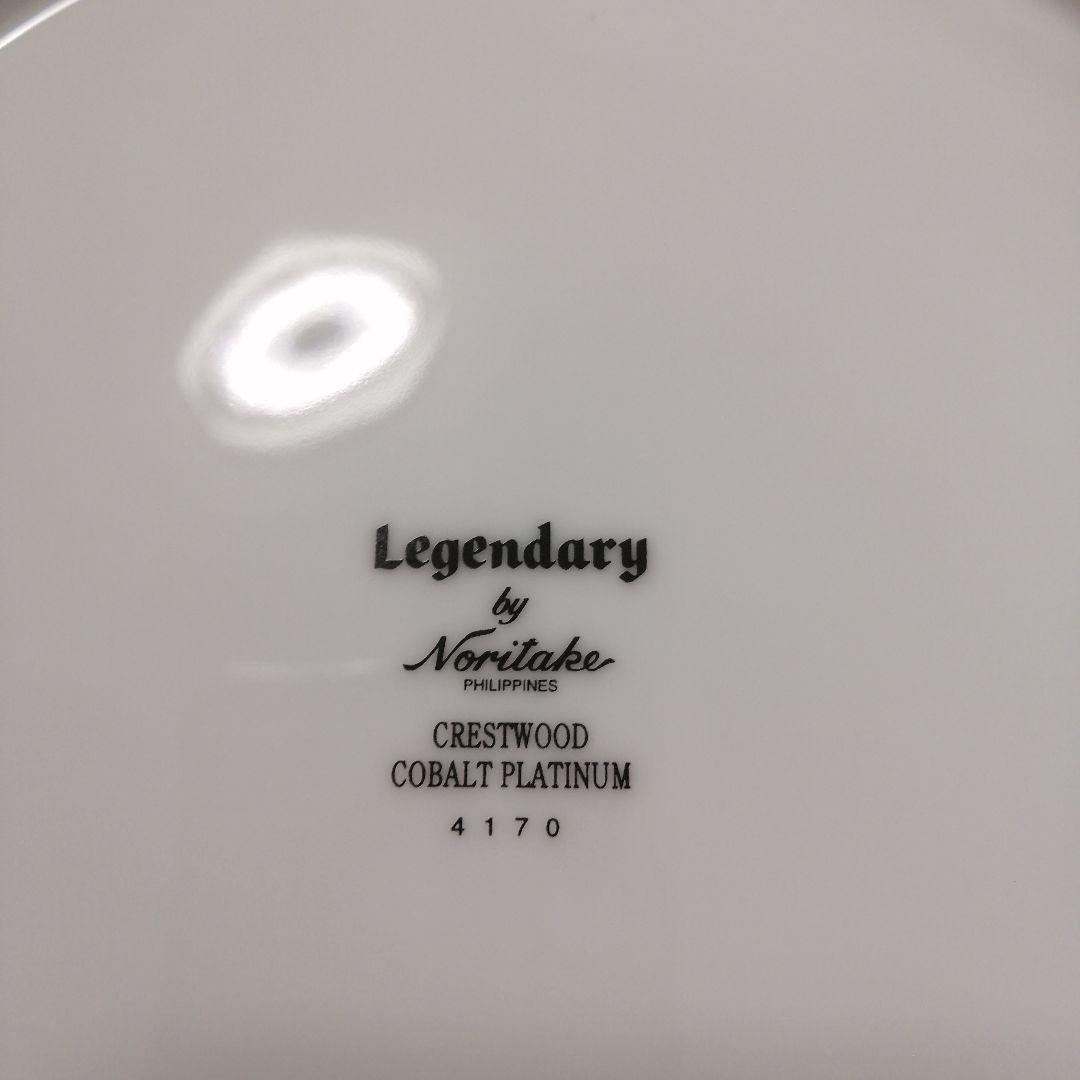 Legendary
by
Noritake
PHILIPPINES
CRESTWOOD
COBALT PLATINUM
4170